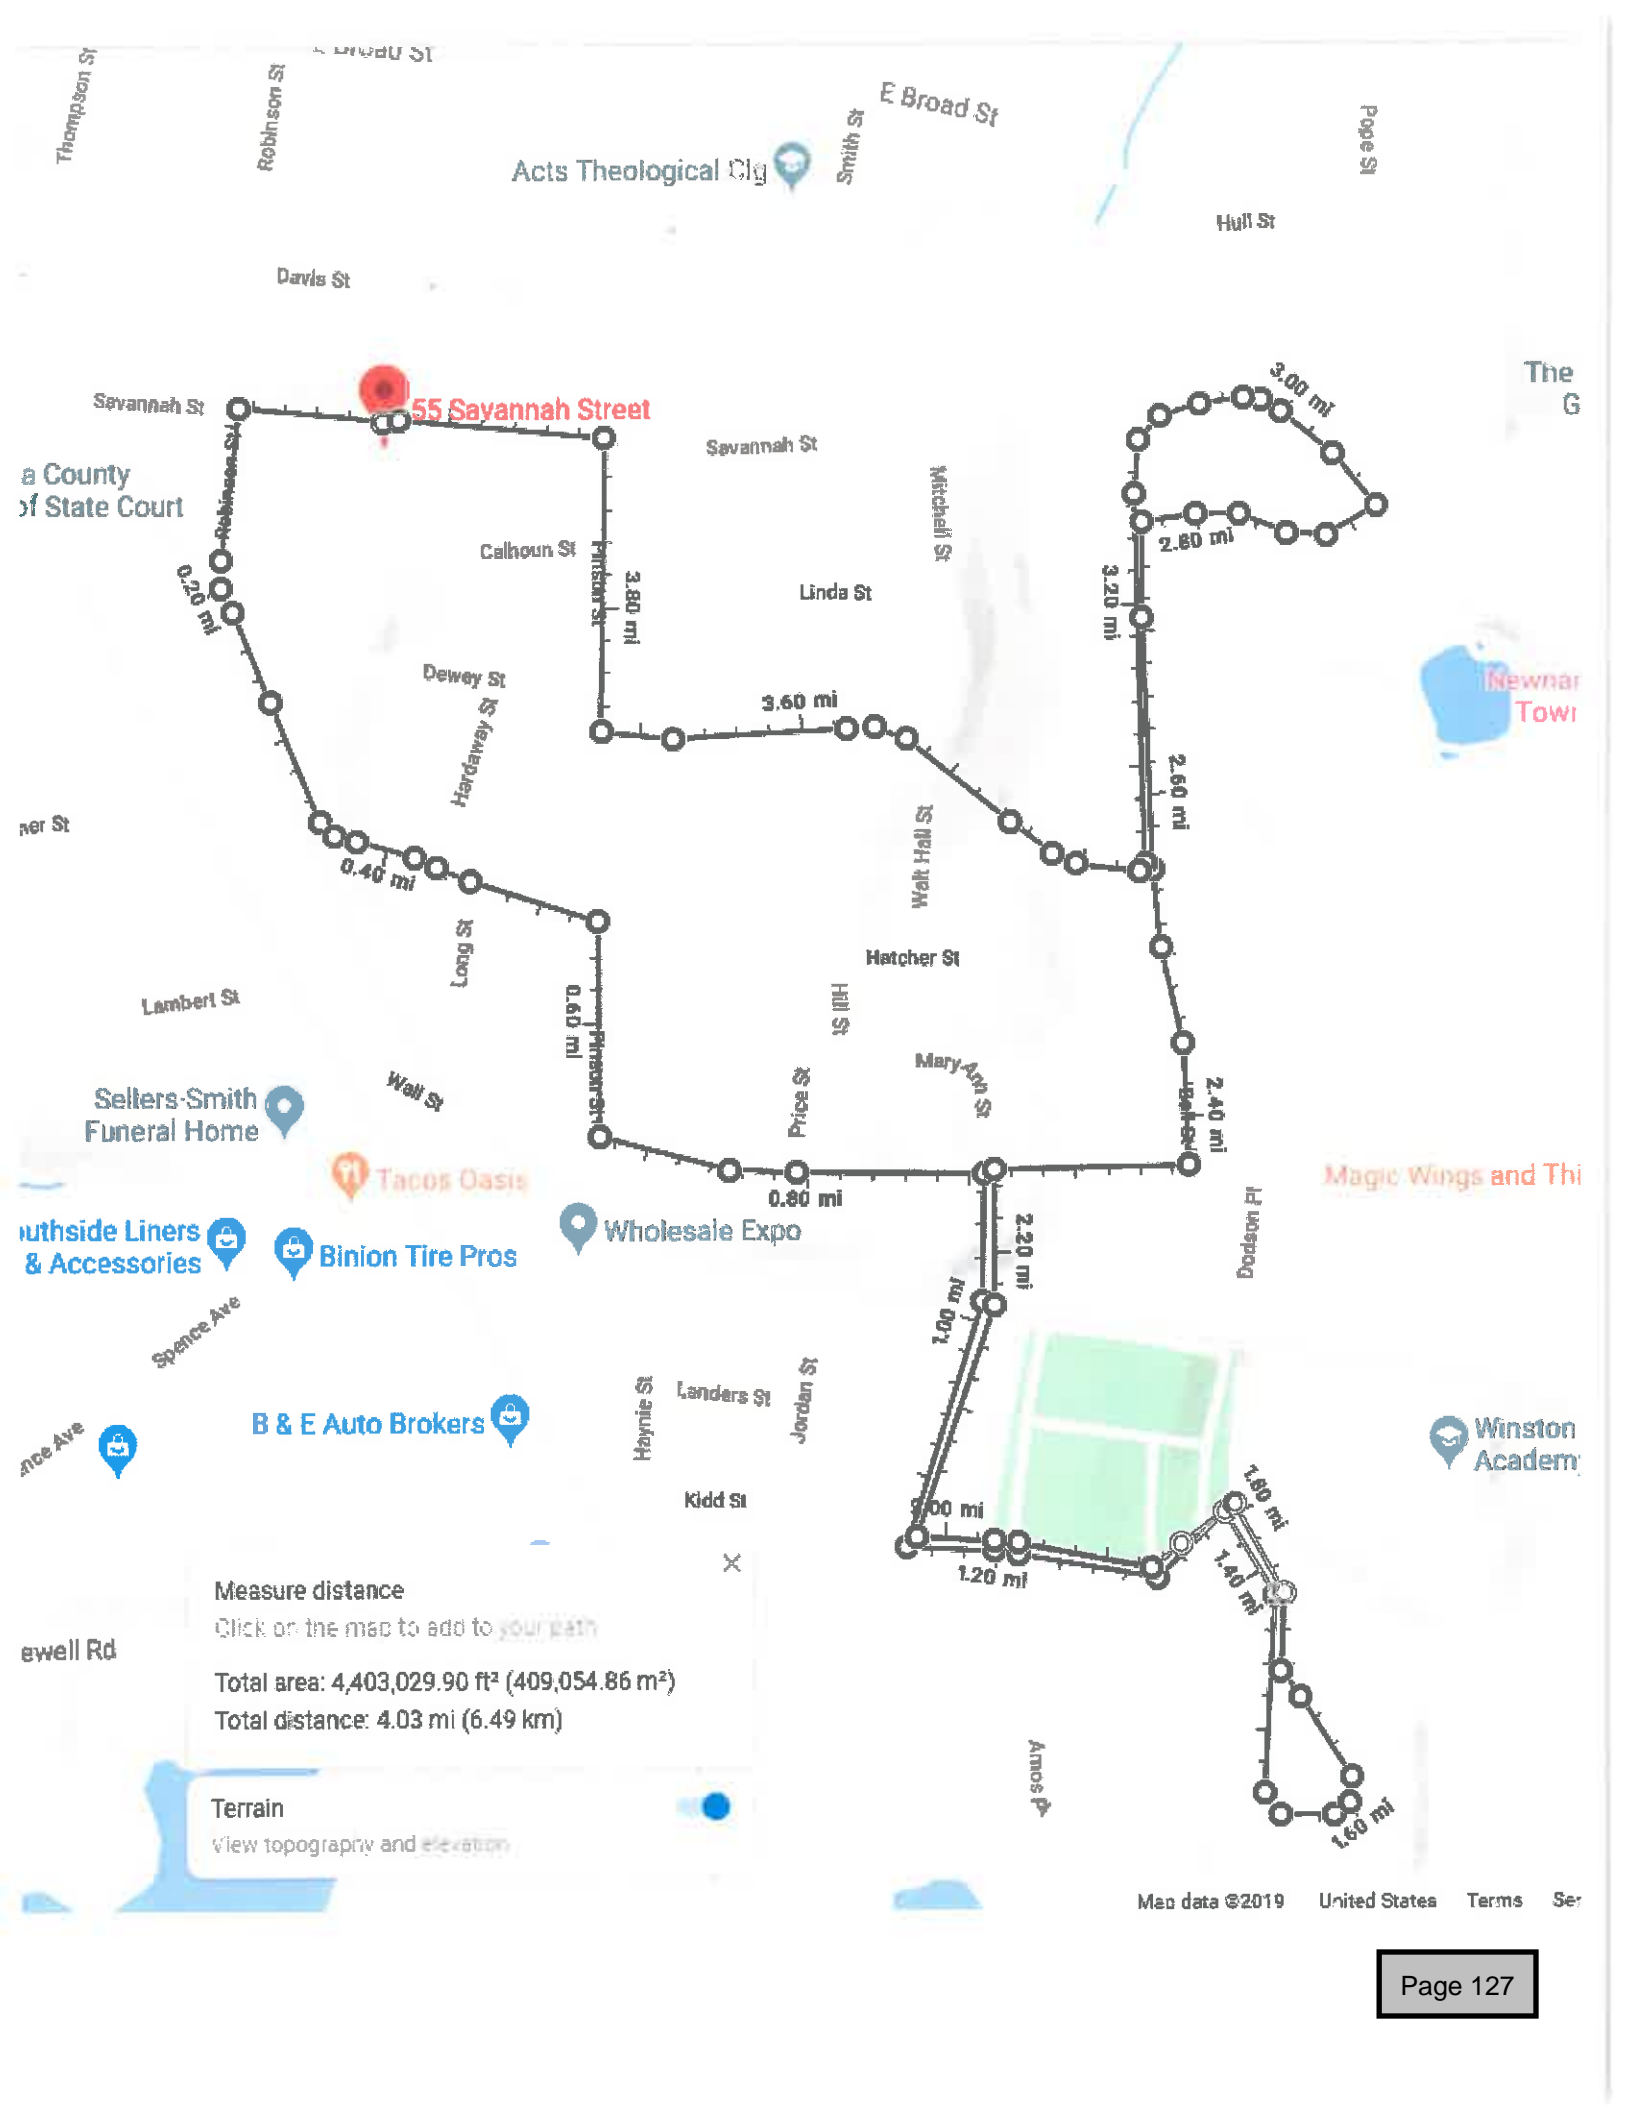 Thompson St
Robinson St
E Broad St
Smith St
Pope St
Acts Theological Clg
Hull St
Davis St
Savannah St
55 Savannah Street
3.00 mi
The
G
Savannah St
a County
of State Court
Robinson St
Calhoun St
Pinson St
3.80 mi
Mitchell St
2.80 mi
3.20 mi
0.20 mi
Linda St
Dewey St
Hardaway St
3.60 mi
Newnan
Town
2.60 mi
ner St
0.40 mi
Walt Hall St
Long St
Hatcher St
Lambert St
0.60 mi
Pinson St
Hill St
Mary Ann St
Wall St
Price St
2.40 mi
Sellers-Smith
Funeral Home
Tacos Oasis
0.80 mi
Magic Wings and Thi
Dodson Pl
uthside Liners
& Accessories
Binion Tire Pros
Wholesale Expo
2.20 mi
1.00 mi
Spence Ave
Haynie St
Landers St
Jordan St
B & E Auto Brokers
nce Ave
Winston
Academ
Kidd St
2.00 mi
1.20 mi
1.80 mi
1.40 mi
Measure distance
Click on the map to add to your path
ewell Rd
Total area: 4,403,029.90 ft² (409,054.86 m²)
Total distance: 4.03 mi (6.49 km)
Amos Pl
Terrain
View topography and elevation
1.60 mi
Map data ©2019 United States Terms Ser
Page 127